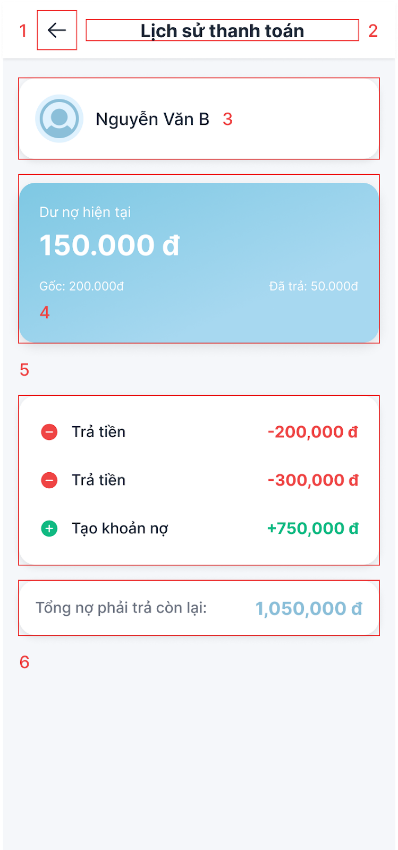 1 Lịch sử thanh toán 2
Nguyễn Văn B 3
Dư nợ hiện tại
150.000 đ
Gốc: 200.000đ Đã trả: 50.000đ
4
5
Trả tiền -200,000 đ
Trả tiền -300,000 đ
Tạo khoản nợ +750,000 đ
Tổng nợ phải trả còn lại: 1,050,000 đ
6